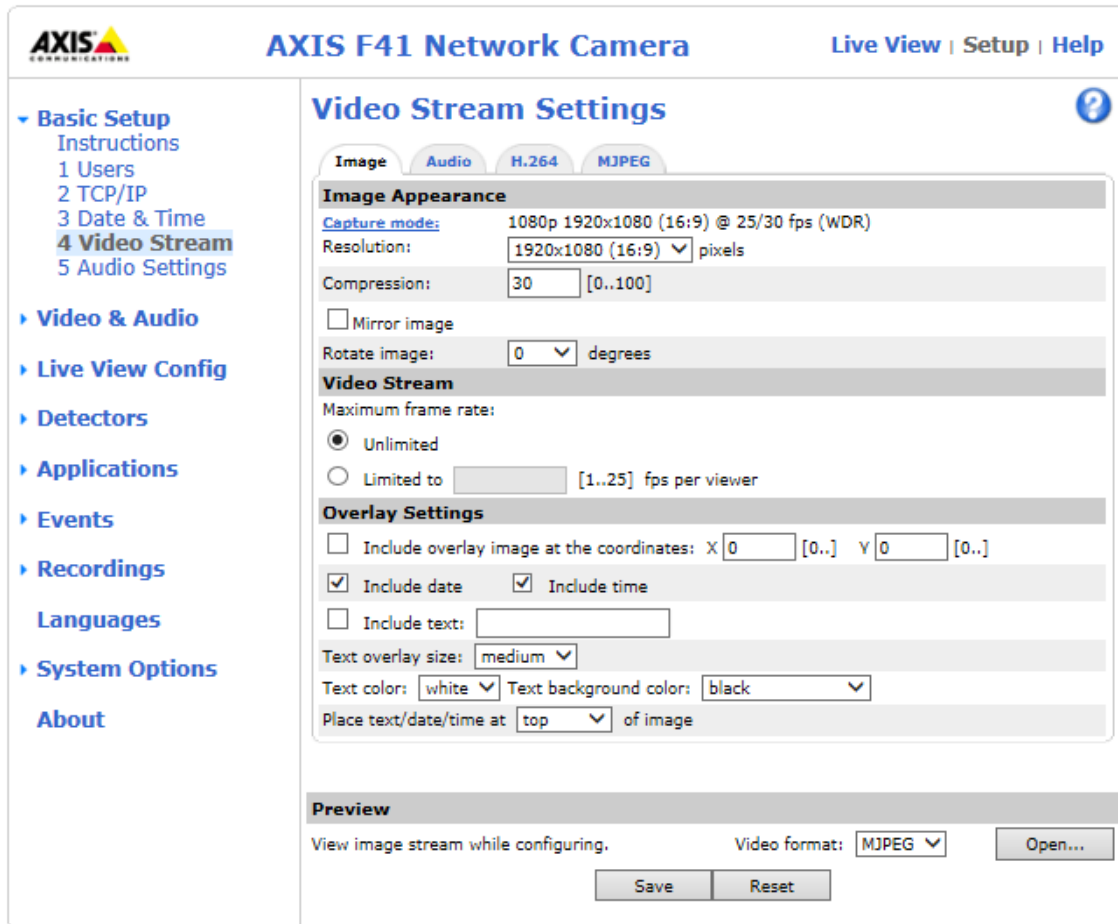 AXIS
COMMUNICATIONS
AXIS F41 Network Camera
Live View | Setup | Help
Basic Setup
Instructions
1 Users
2 TCP/IP
3 Date & Time
4 Video Stream
5 Audio Settings
Video & Audio
Live View Config
Detectors
Applications
Events
Recordings
Languages
System Options
About
Video Stream Settings
?
Image Audio H.264 MJPEG
Image Appearance
Capture mode: 1080p 1920x1080 (16:9) @ 25/30 fps (WDR)
Resolution: 1920x1080 (16:9) pixels
Compression: 30 [0..100]
Mirror image
Rotate image: 0 degrees
Video Stream
Maximum frame rate:
Unlimited
Limited to [1..25] fps per viewer
Overlay Settings
Include overlay image at the coordinates: X 0 [0..] Y 0 [0..]
Include date Include time
Include text:
Text overlay size: medium
Text color: white Text background color: black
Place text/date/time at top of image
Preview
View image stream while configuring. Video format: MJPEG Open...
Save Reset